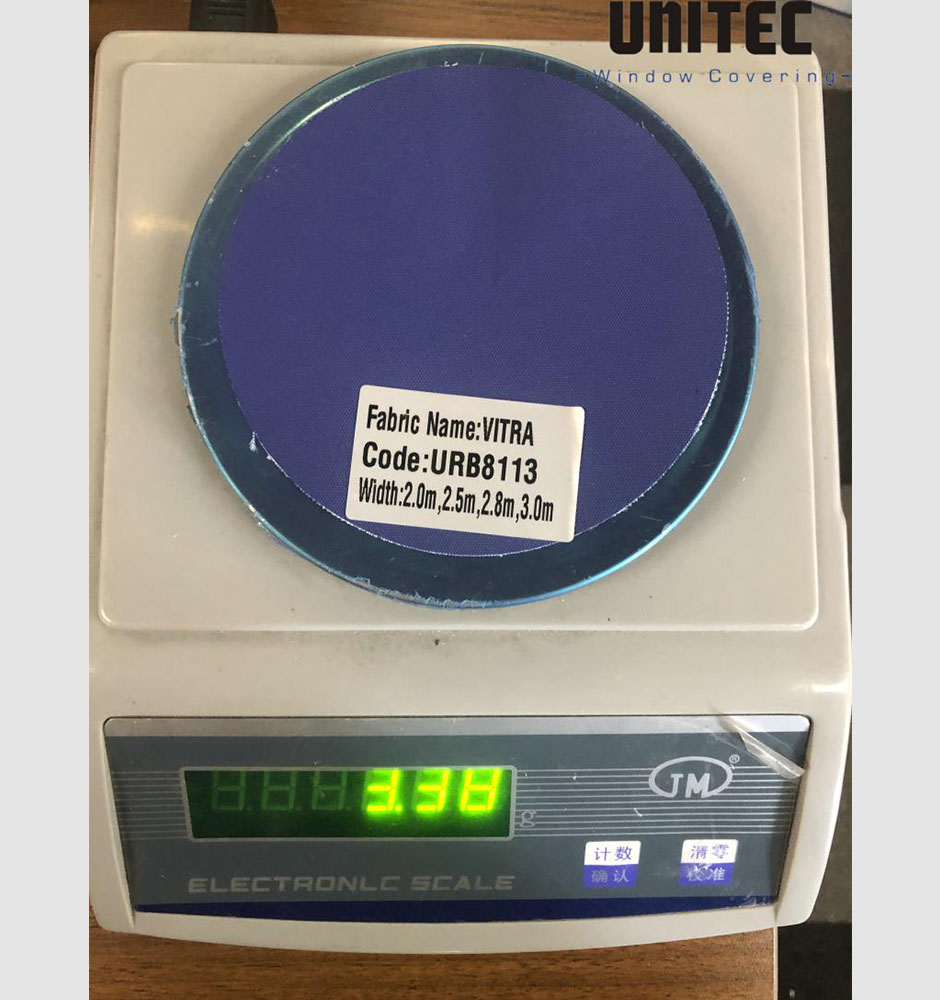 UNITEC
-Window Covering-
Fabric Name:VITRA
Code:URB8113
Width:2.0m,2.5m,2.8m,3.0m
3.38
g
JM®
计数
确认
清零
校准
ELECTRONLC SCALE